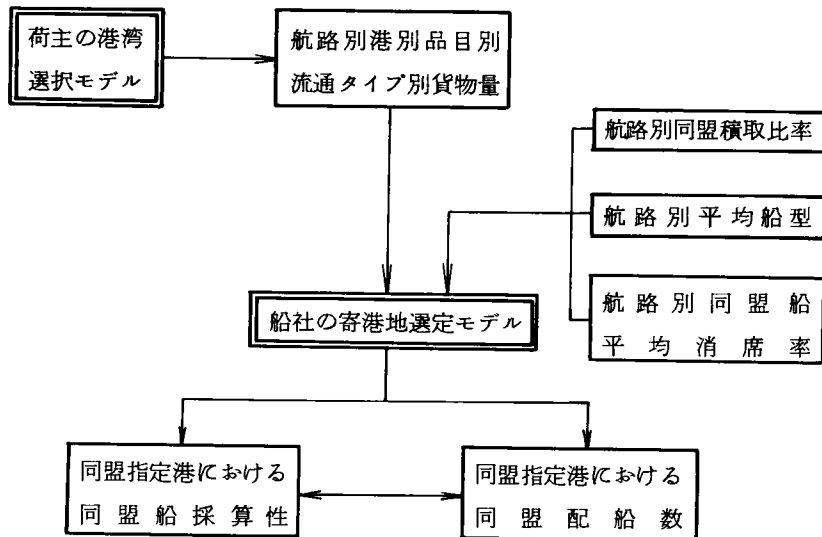 荷主の港湾
選択モデル
航路別港別品目別
流通タイプ別貨物量
航路別同盟積取比率
航路別平均船型
航路別同盟船
平均消席率
船社の寄港地選定モデル
同盟指定港における
同盟船採算性
同盟指定港における
同盟配船数